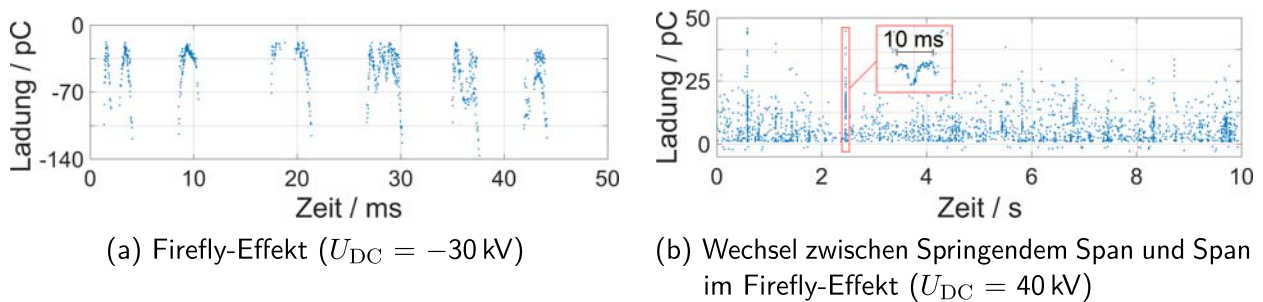 0
-70
-140
Ladung / pC
0 10 20 30 40 50
Zeit / ms
(a) Firefly-Effekt (U_DC = −30 kV)
50
25
0
Ladung / pC
10 ms
0 2 4 6 8 10
Zeit / s
(b) Wechsel zwischen Springendem Span und Span
im Firefly-Effekt (U_DC = 40 kV)